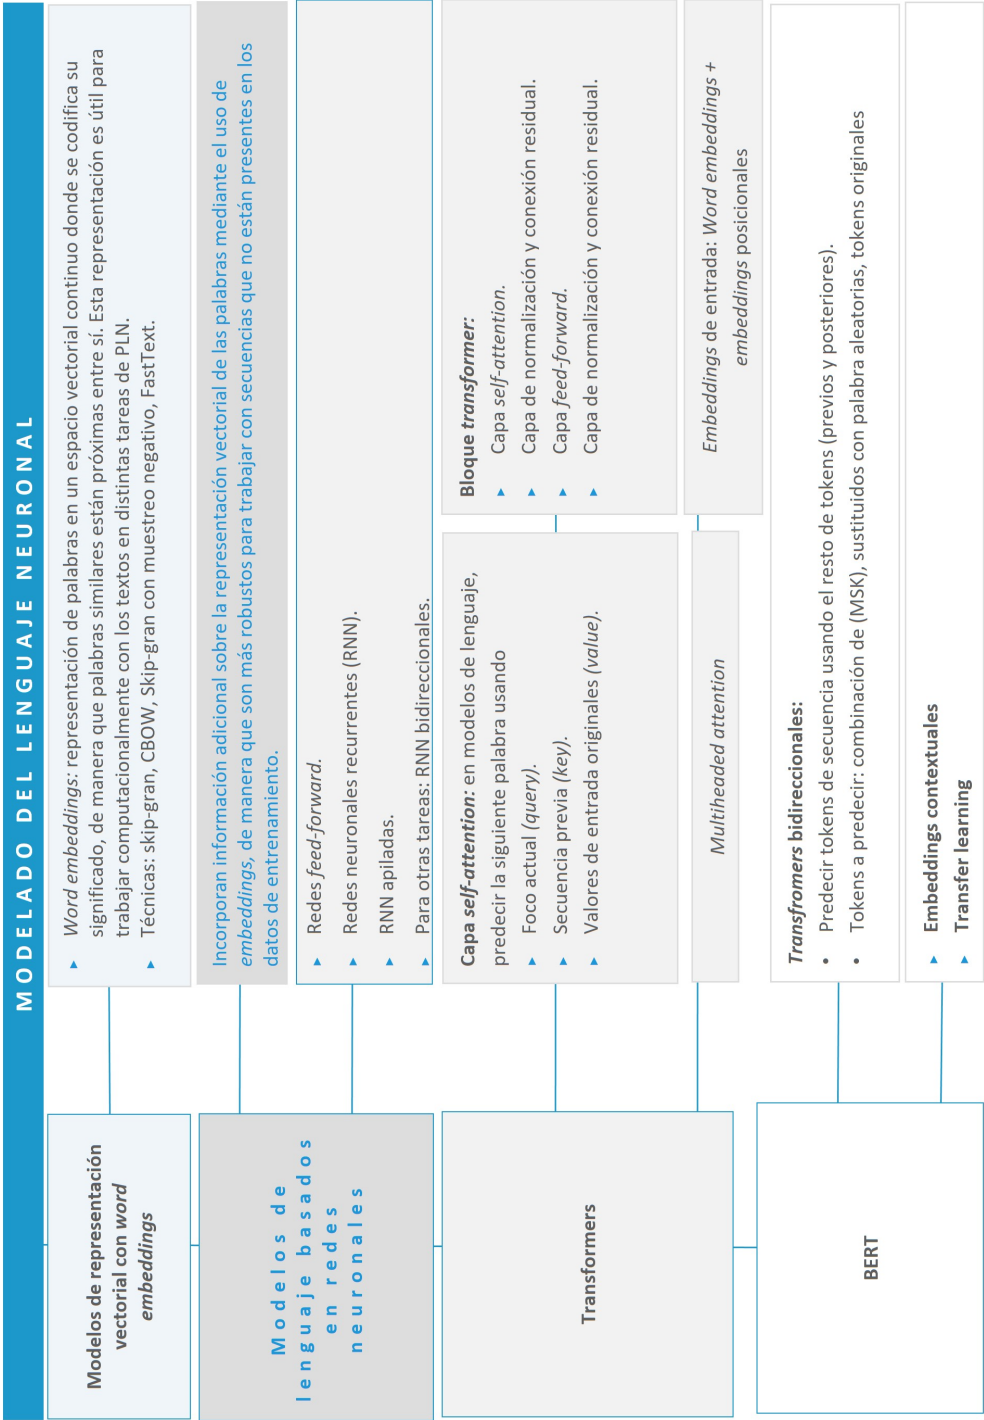 MODELADO DEL LENGUAJE NEURONAL
Modelos de representación
vectorial con word
embeddings
▸ Word embeddings: representación de palabras en un espacio vectorial continuo donde se codifica su
significado, de manera que palabras similares están próximas entre sí. Esta representación es útil para
trabajar computacionalmente con los textos en distintas tareas de PLN.
▸ Técnicas: skip-gran, CBOW, Skip-gran con muestreo negativo, FastText.
Modelos de
lenguaje basados
en redes
neuronales
Incorporan información adicional sobre la representación vectorial de las palabras mediante el uso de
embeddings, de manera que son más robustos para trabajar con secuencias que no están presentes en los
datos de entrenamiento.
▸ Redes feed-forward.
▸ Redes neuronales recurrentes (RNN).
▸ RNN apiladas.
▸ Para otras tareas: RNN bidireccionales.
Transformers
Capa self-attention: en modelos de lenguaje,
predecir la siguiente palabra usando
▸ Foco actual (query).
▸ Secuencia previa (key).
▸ Valores de entrada originales (value).
Bloque transformer:
▸ Capa self-attention.
▸ Capa de normalización y conexión residual.
▸ Capa feed-forward.
▸ Capa de normalización y conexión residual.
Multiheaded attention
Embeddings de entrada: Word embeddings +
embeddings posicionales
BERT
Transfromers bidireccionales:
• Predecir tokens de secuencia usando el resto de tokens (previos y posteriores).
• Tokens a predecir: combinación de (MSK), sustituidos con palabra aleatorias, tokens originales
▸ Embeddings contextuales
▸ Transfer learning